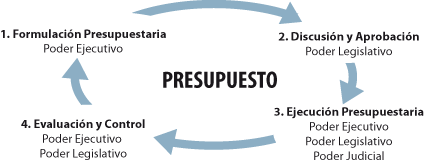 1. Formulación Presupuestaria
Poder Ejecutivo
2. Discusión y Aprobación
Poder Legislativo
PRESUPUESTO
3. Ejecución Presupuestaria
Poder Ejecutivo
Poder Legislativo
Poder Judicial
4. Evaluación y Control
Poder Ejecutivo
Poder Legislativo